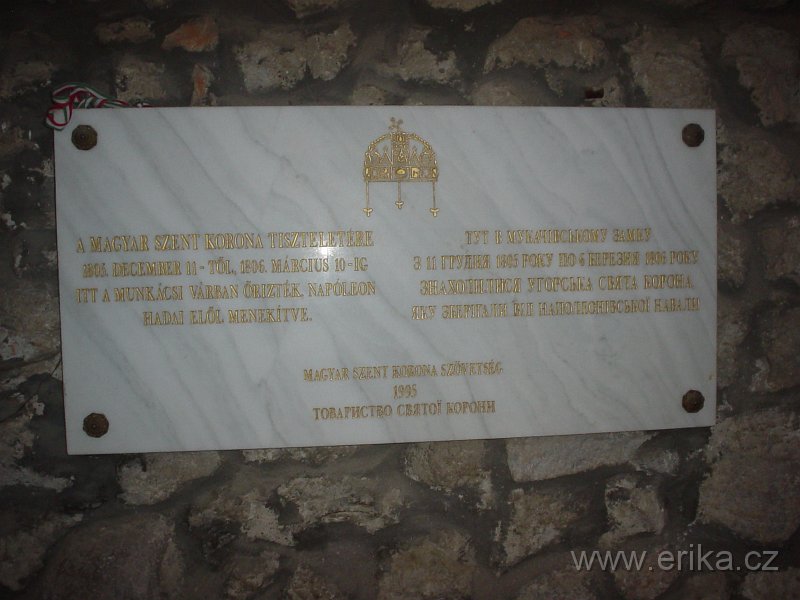 A MAGYAR SZENT KORONA TISZTELETÉRE
1805. DECEMBER 11 - TŐL, 1806. MÁRCIUS 10 - IG
ITT A MUNKÁCSI VÁRBAN ŐRIZTÉK, NAPÓLEON
HADAI ELŐL MENEKÍTVE.
ТУТ В МУКАЧІВСЬКОМУ ЗАМКУ
З 11 ГРУДНЯ 1805 РОКУ ПО 6 БЕРЕЗНЯ 1806 РОКУ
ЗНАХОДИЛИСЯ УГОРСЬКА СВЯТА КОРОНА,
ЯКУ ЗБЕРІГАЛИ ВІД НАПОЛЕОНІВСЬКОЇ НАВАЛИ
MAGYAR SZENT KORONA SZÖVETSÉG
1995
ТОВАРИСТВО СВЯТОЇ КОРОНИ
www.erika.cz